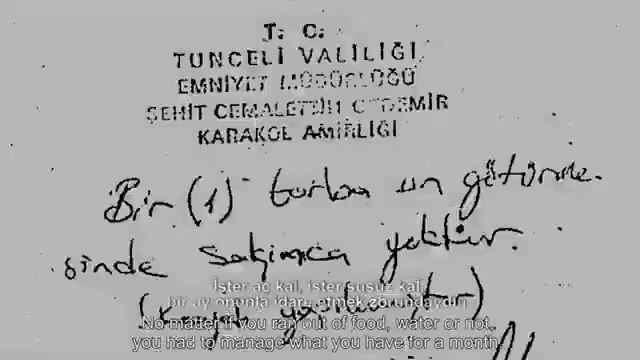 T. C.
TUNCELİ VALİLİĞİ
EMNİYET MÜDÜRLÜĞÜ
ŞEHİT CEMALETTİN
KARAKOL AMİRLİĞİ
Bir (1) torba un götürme-
sinde sakınca yoktur.
İster aç kal, ister susuz kal,
bir ay onunla idare etmek zorundaydın
No matter if you ran out of food, water or not,
you had to manage what you have for a month.